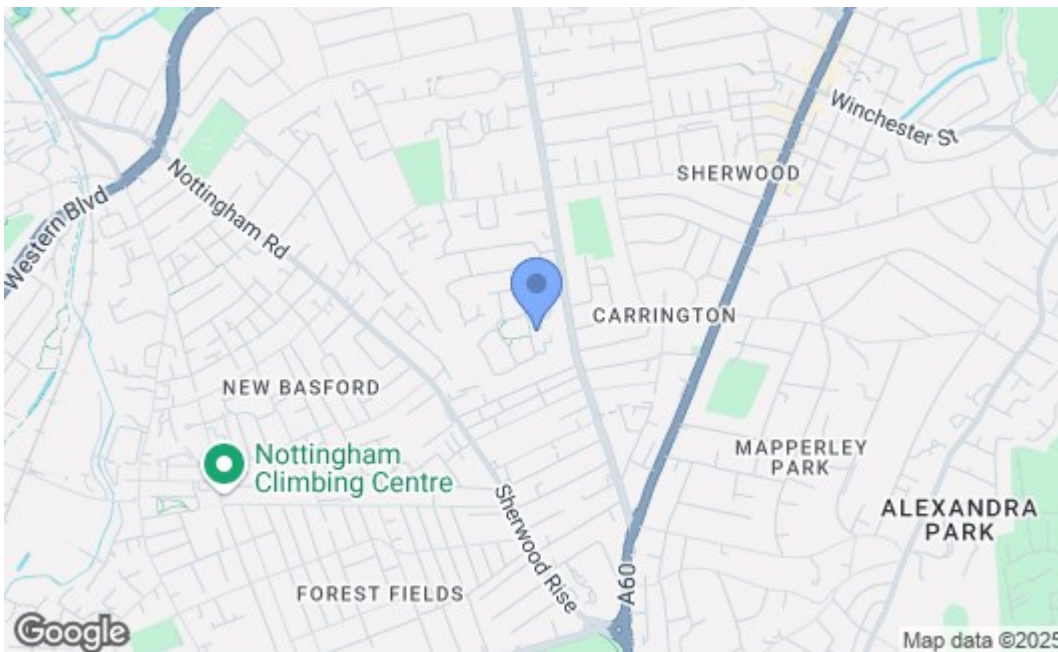 Winchester St
SHERWOOD
Nottingham Rd
Western Blvd
CARRINGTON
NEW BASFORD
Nottingham
Climbing Centre
MAPPERLEY
PARK
ALEXANDRA
PARK
Sherwood Rise
A60
FOREST FIELDS
Google
Map data ©2025